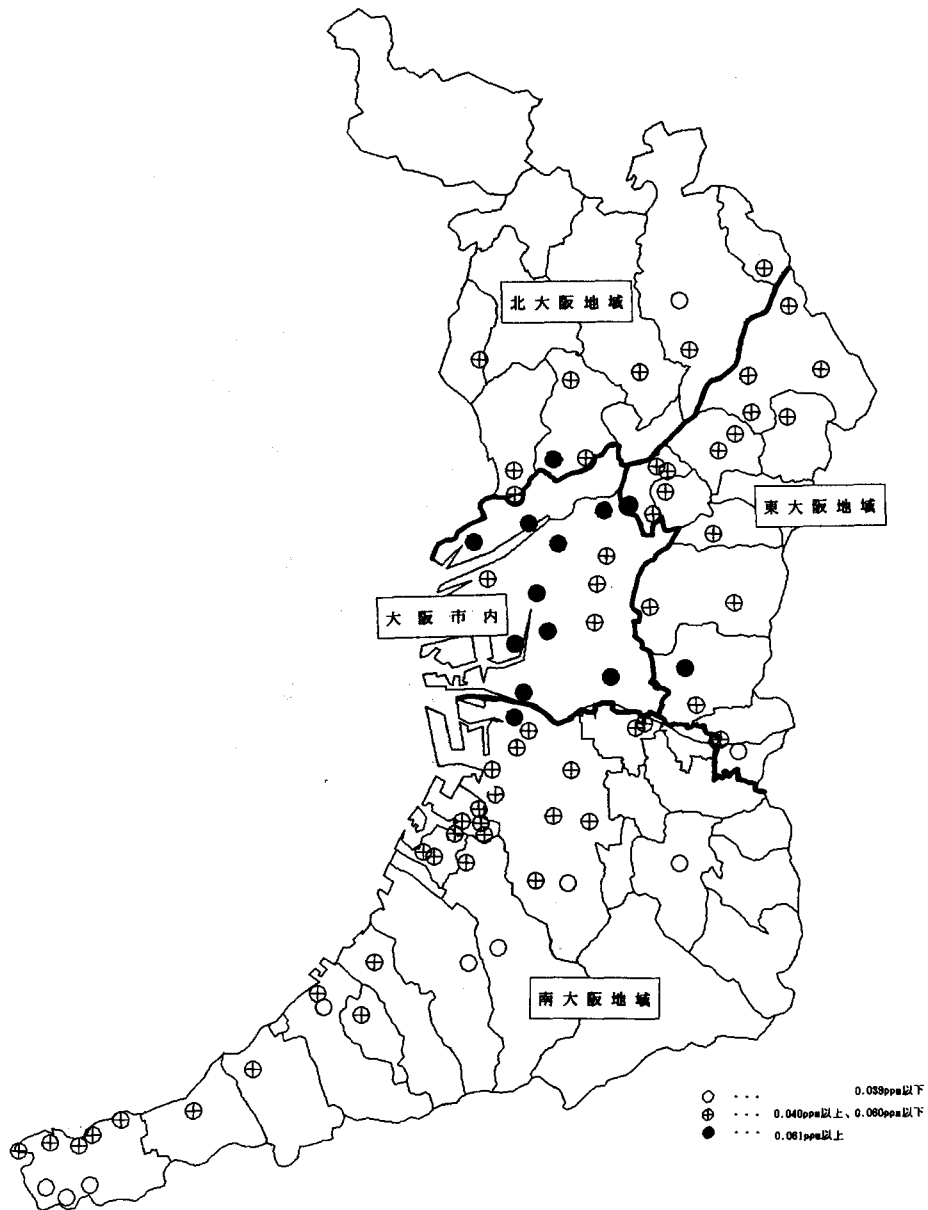 北大阪地域
東大阪地域
大阪市内
南大阪地域
○ ・・・ 0.039ppm以下
⊕ ・・・ 0.040ppm以上、0.060ppm以下
● ・・・ 0.061ppm以上